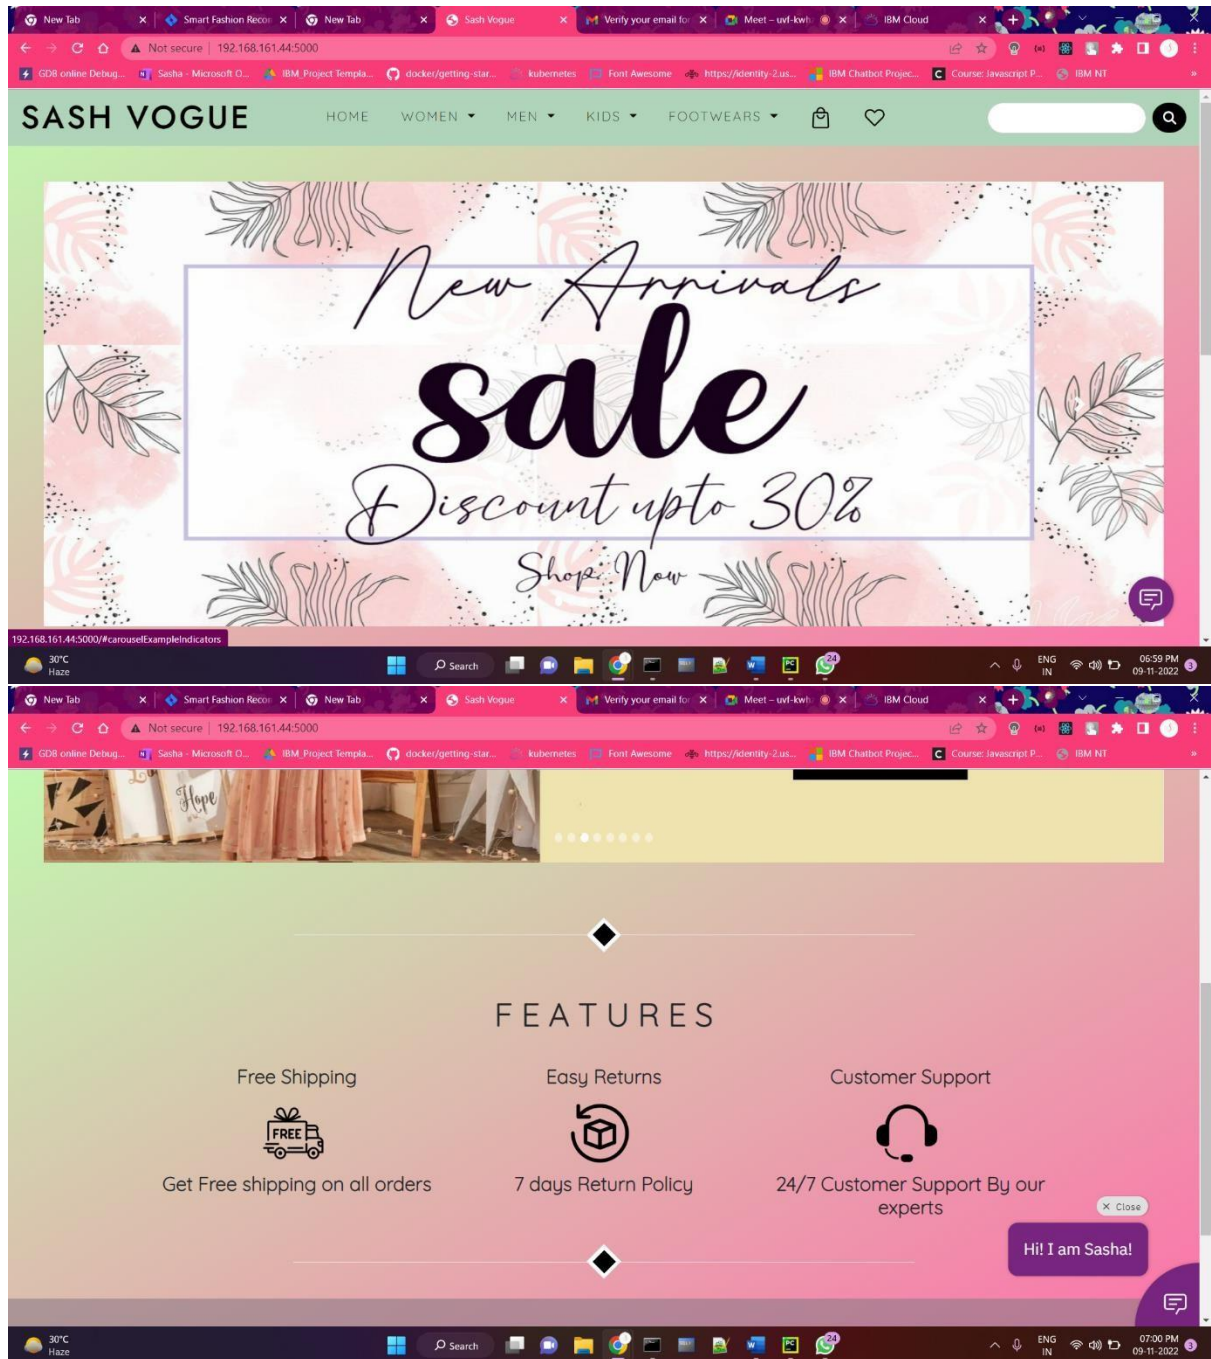 New Tab Smart Fashion Recon New Tab Sash Vogue Verify your email for Meet – uvf-kwh IBM Cloud
Not secure 192.168.161.44:5000
GDB online Debug... Sasha - Microsoft O... IBM_Project Templa... docker/getting-star... kubernetes Font Awesome https://identity-2.us... IBM Chatbot Projec... Course: Javascript P... IBM NT »
SASH VOGUE HOME WOMEN MEN KIDS FOOTWEARS
New Arrivals
sale
Discount upto 30%
Shop Now
192.168.161.44:5000/#carouselExampleIndicators
30°C
Haze
Search
24
ENG
IN
06:59 PM
09-11-2022
3
New Tab Smart Fashion Recon New Tab Sash Vogue Verify your email for Meet – uvf-kwh IBM Cloud
Not secure 192.168.161.44:5000
GDB online Debug... Sasha - Microsoft O... IBM_Project Templa... docker/getting-star... kubernetes Font Awesome https://identity-2.us... IBM Chatbot Projec... Course: Javascript P... IBM NT »
Hope
FEATURES
Free Shipping Easy Returns Customer Support
FREE
Get Free shipping on all orders 7 days Return Policy 24/7 Customer Support By our
experts
× Close
Hi! I am Sasha!
30°C
Haze
Search
24
ENG
IN
07:00 PM
09-11-2022
3